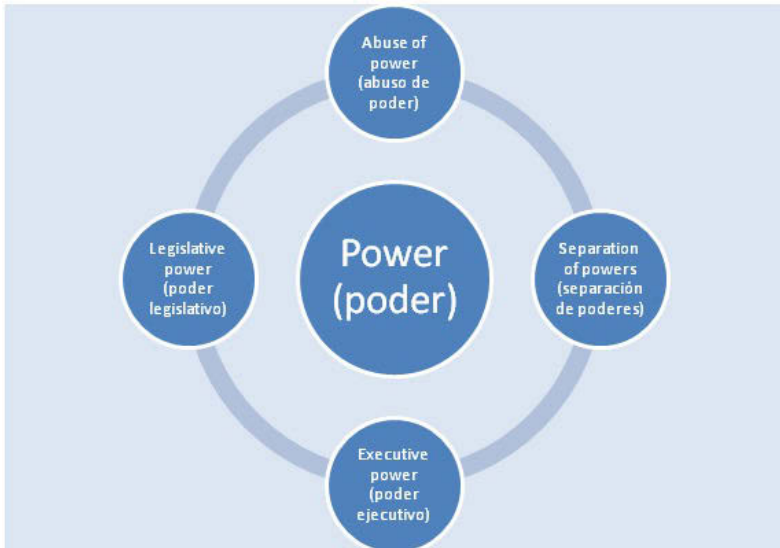 Abuse of
power
(abuso de
poder)
Legislative
power
(poder
legislativo)
Power
(poder)
Separation
of powers
(separación
de poderes)
Executive
power
(poder
ejecutivo)